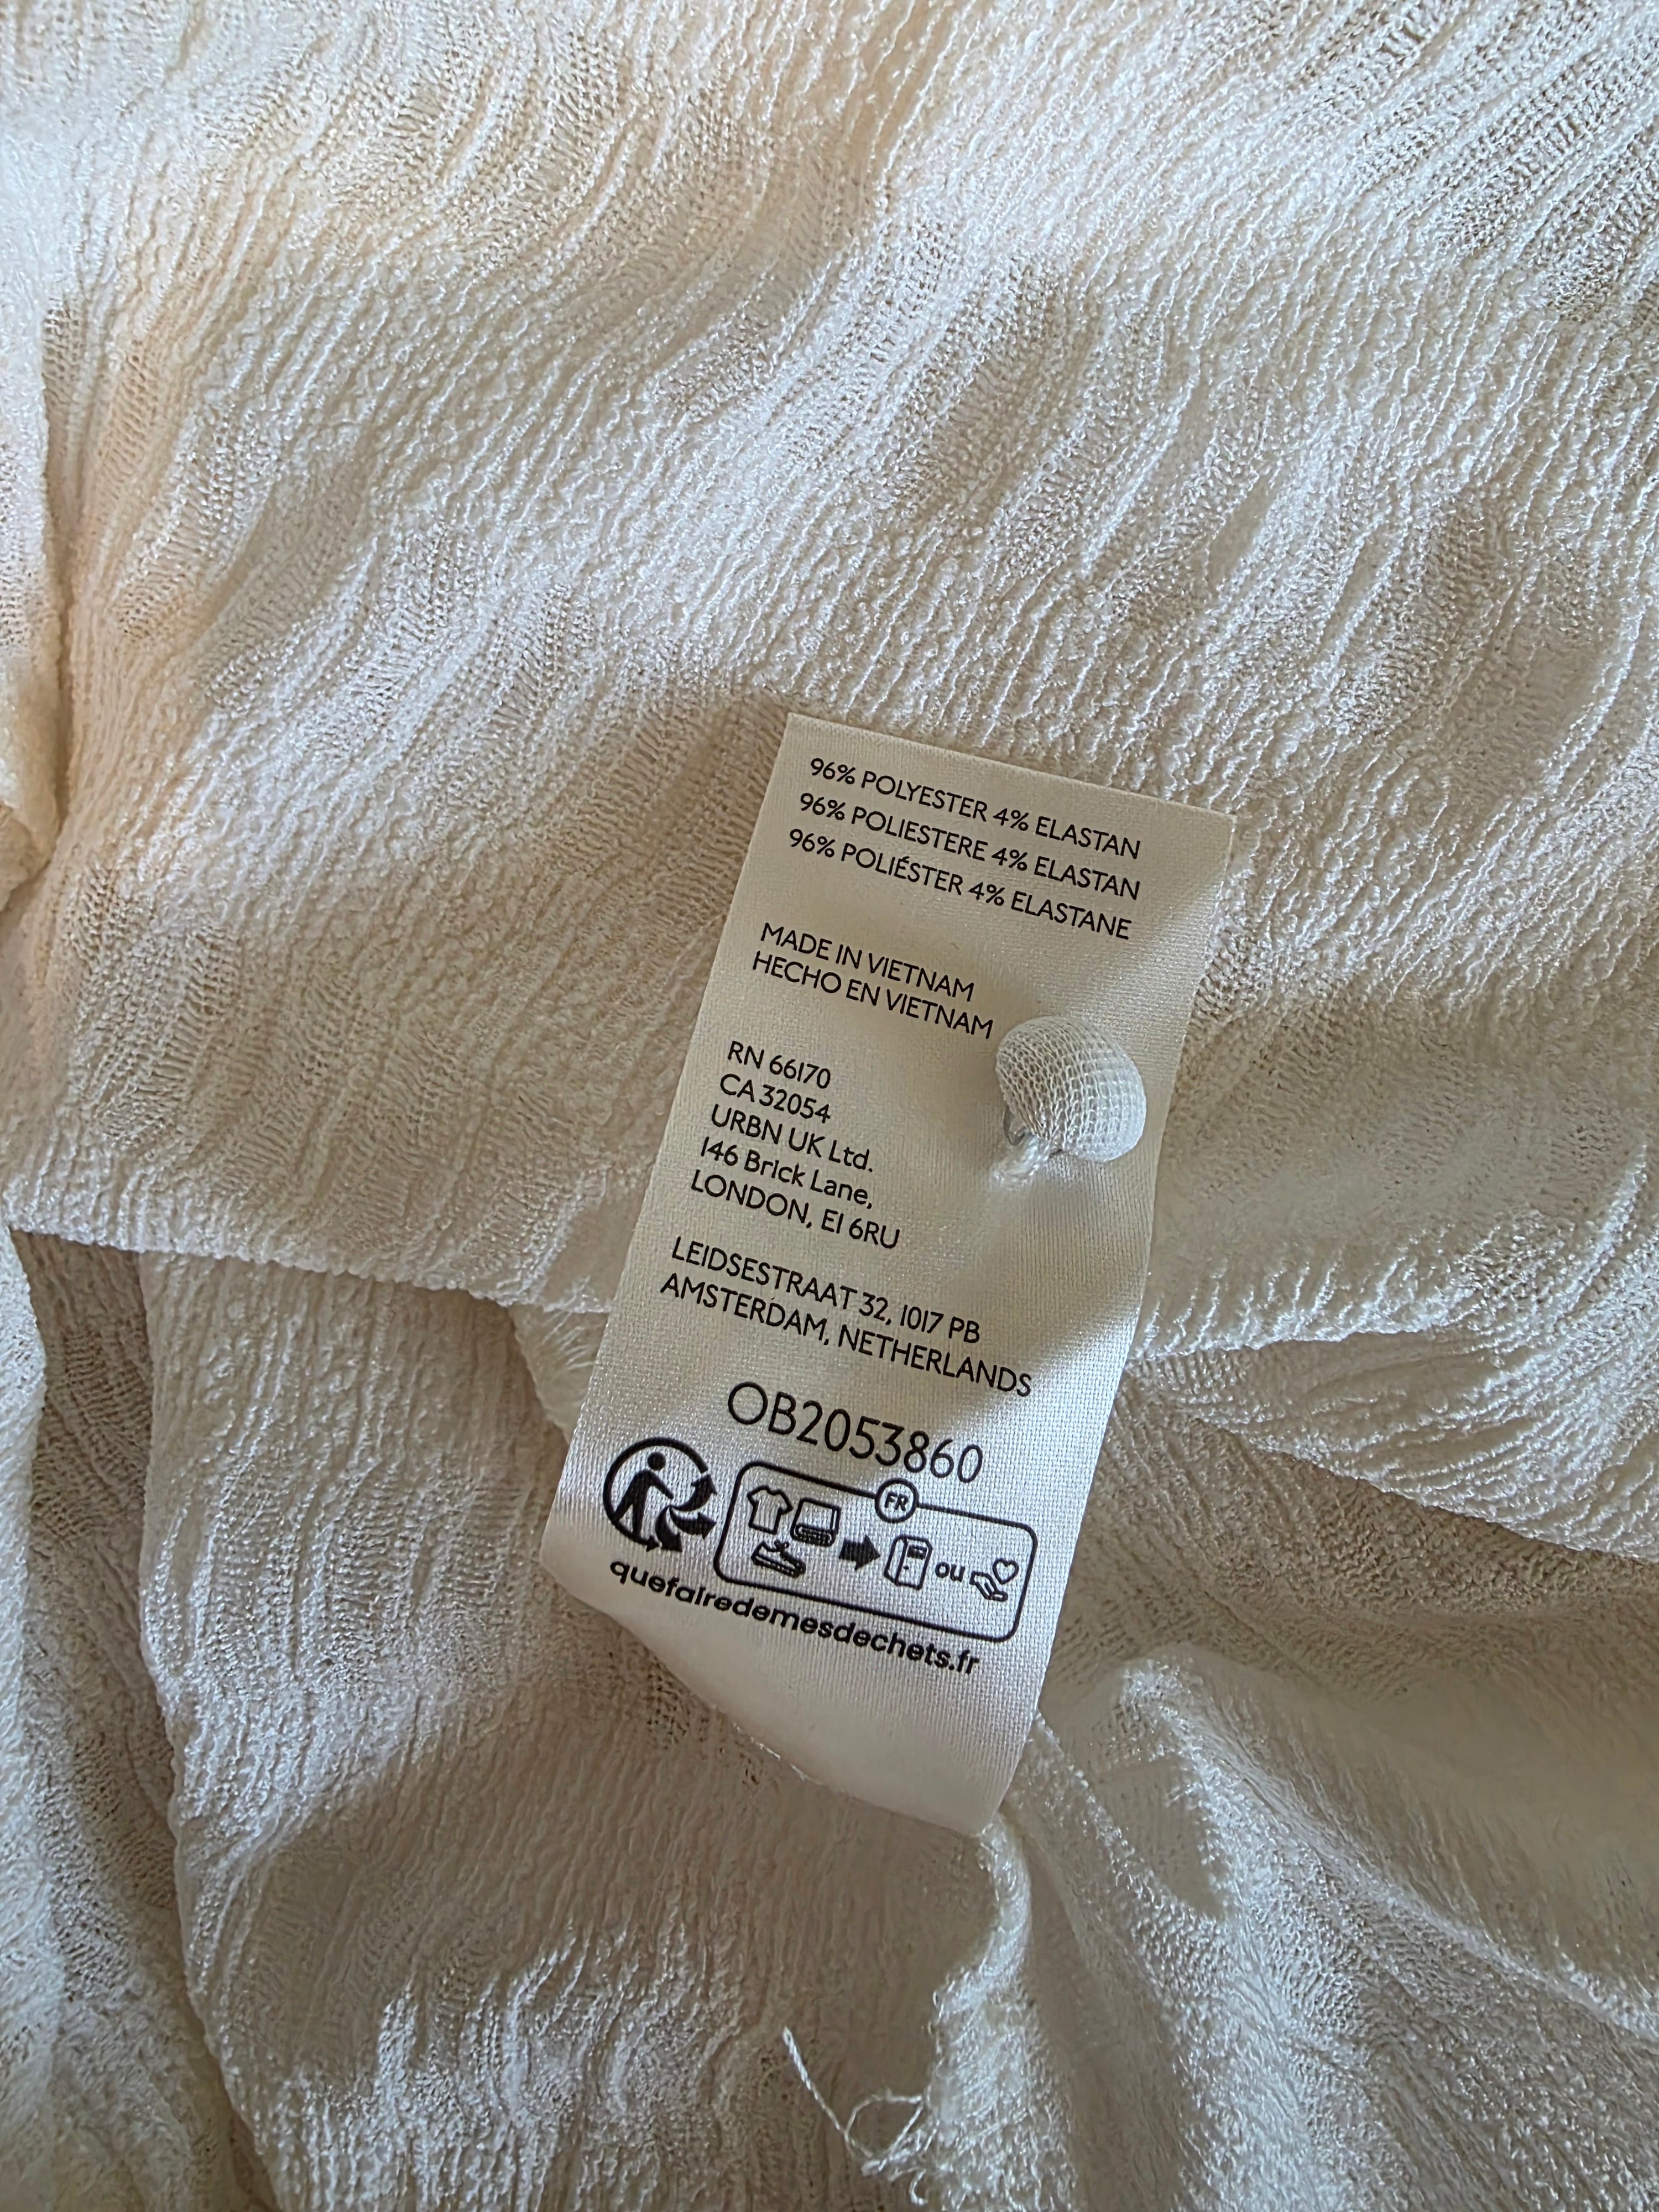 96% POLYESTER 4% ELASTAN
96% POLIESTERE 4% ELASTAN
96% POLIÉSTER 4% ELASTANE
MADE IN VIETNAM
HECHO EN VIETNAM
RN 66170
CA 32054
URBN UK Ltd.
146 Brick Lane,
LONDON, E1 6RU
LEIDSESTRAAT 32, 1017 PB
AMSTERDAM, NETHERLANDS
OB2053860
FR
ou
quefairedemesdechets.fr